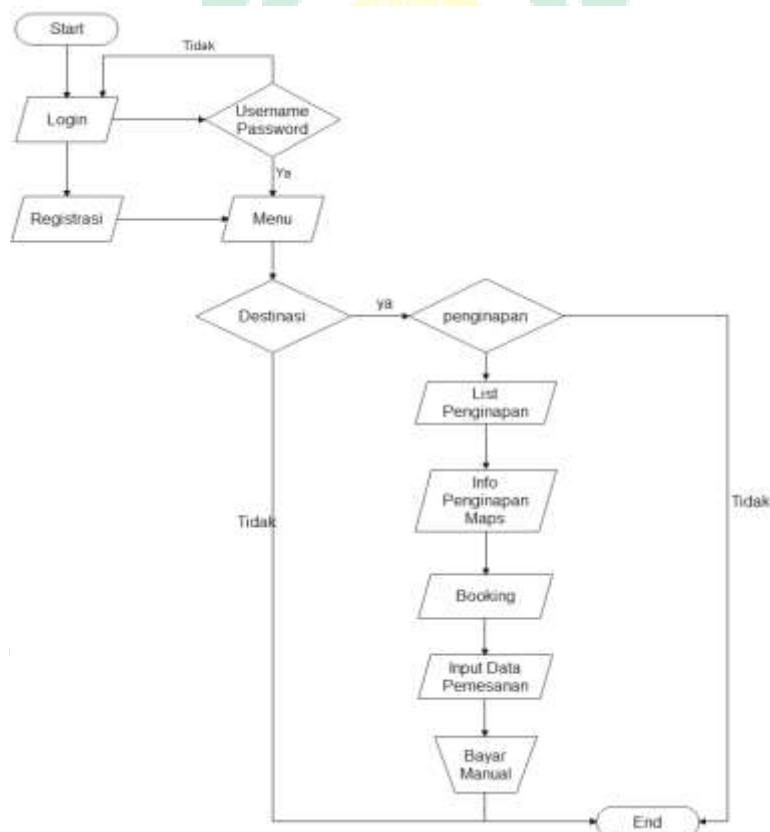 Start
Tidak
Login
Username
Password
Ya
Registrasi
Menu
Destinasi
ya
penginapan
List
Penginapan
Info
Penginapan
Maps
Tidak
Tidak
Booking
Input Data
Pemesanan
Bayar
Manual
End